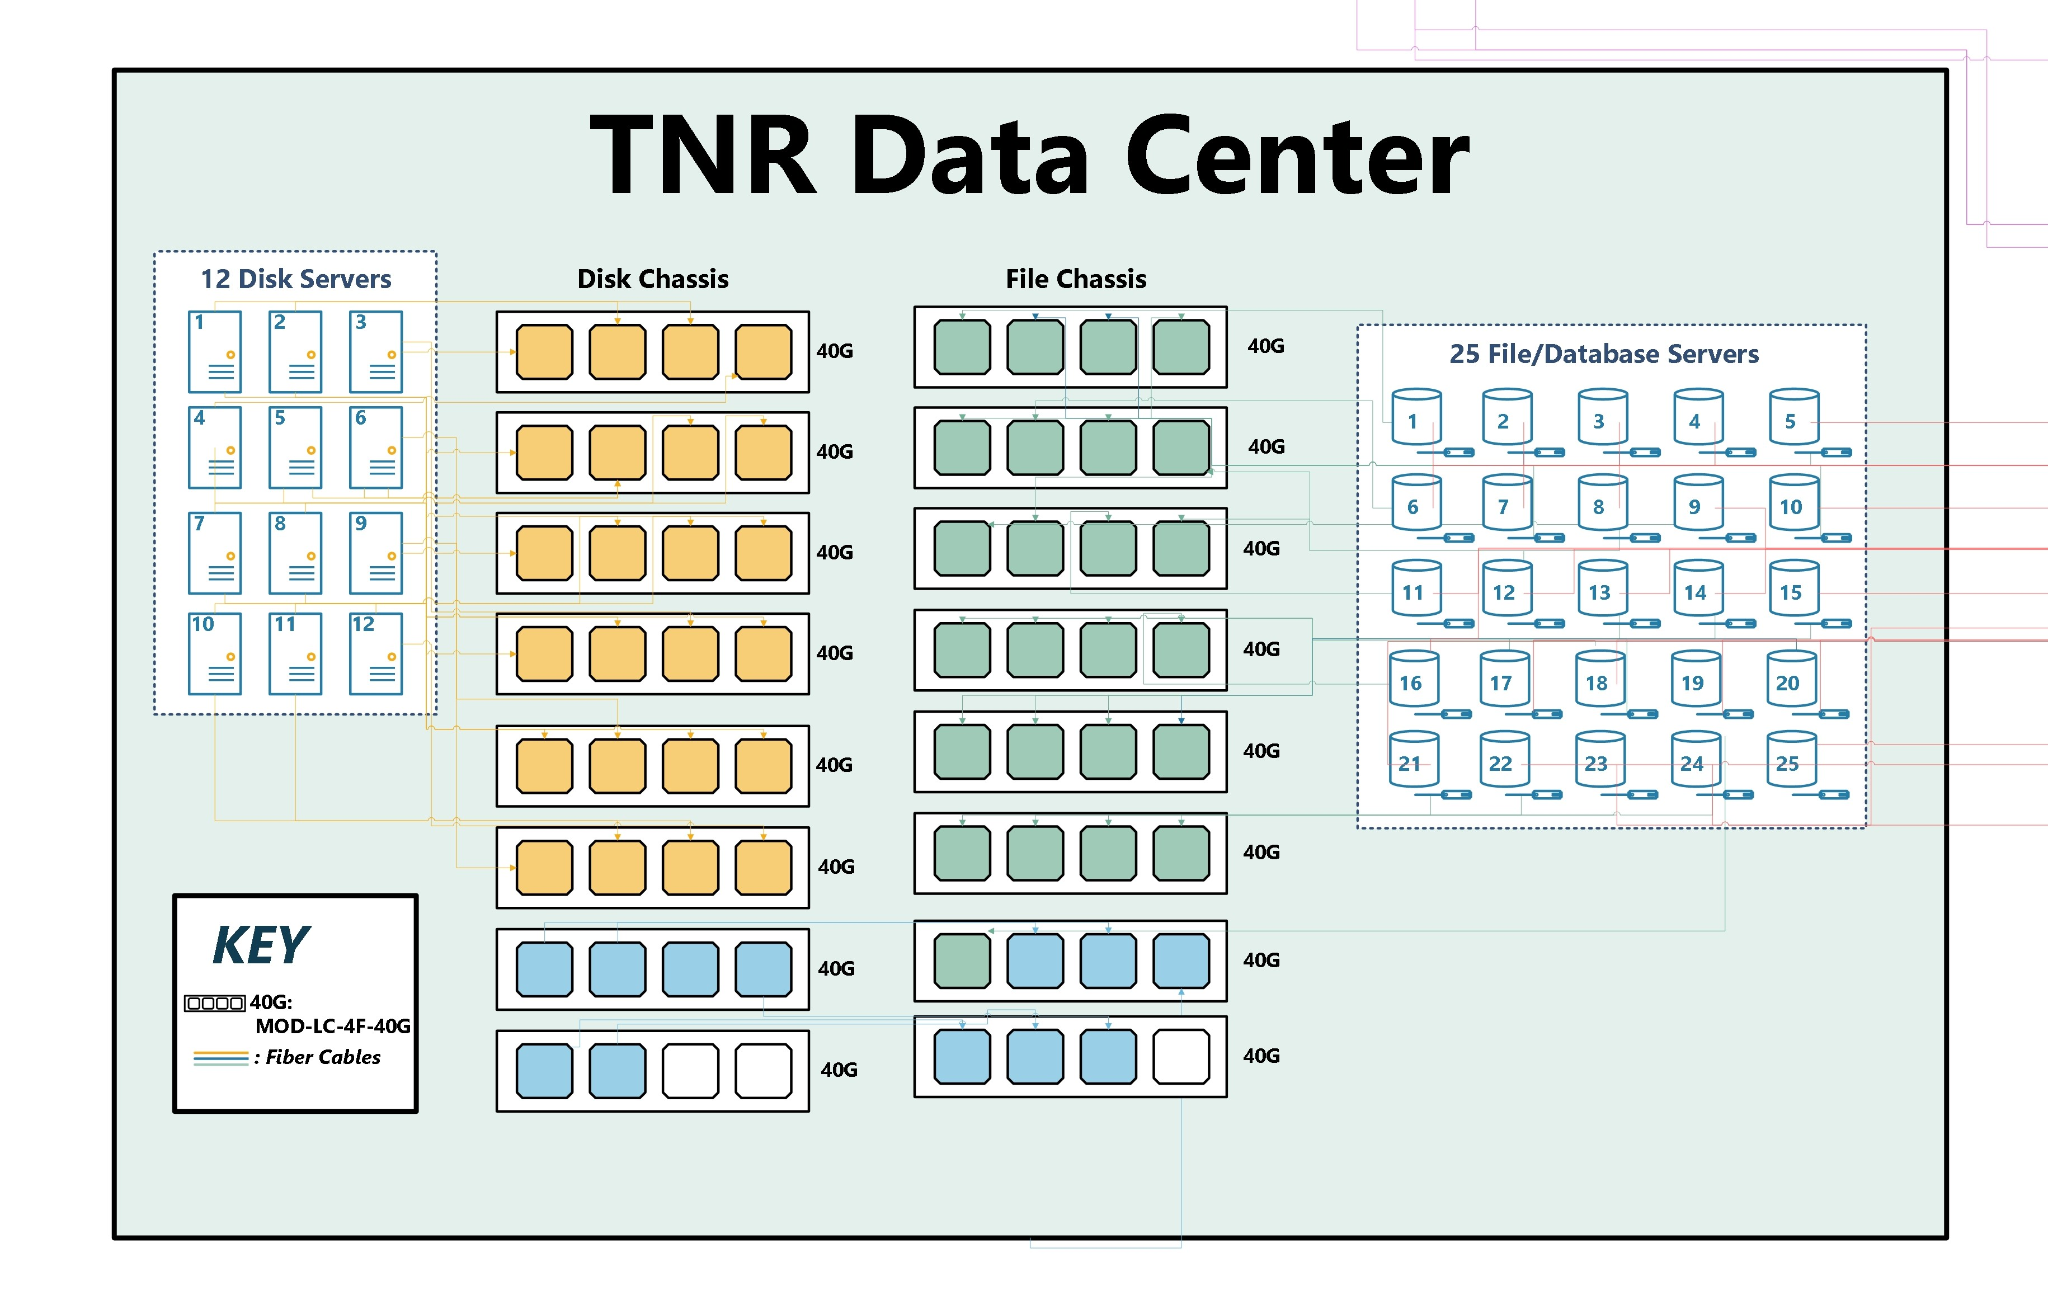 TNR Data Center
12 Disk Servers
1
2
3
4
5
6
7
8
9
10
11
12
Disk Chassis
40G
40G
40G
40G
40G
40G
40G
40G
File Chassis
40G
40G
40G
40G
40G
40G
40G
40G
25 File/Database Servers
1
2
3
4
5
6
7
8
9
10
11
12
13
14
15
16
17
18
19
20
21
22
23
24
25
KEY
40G:
MOD-LC-4F-40G
: Fiber Cables